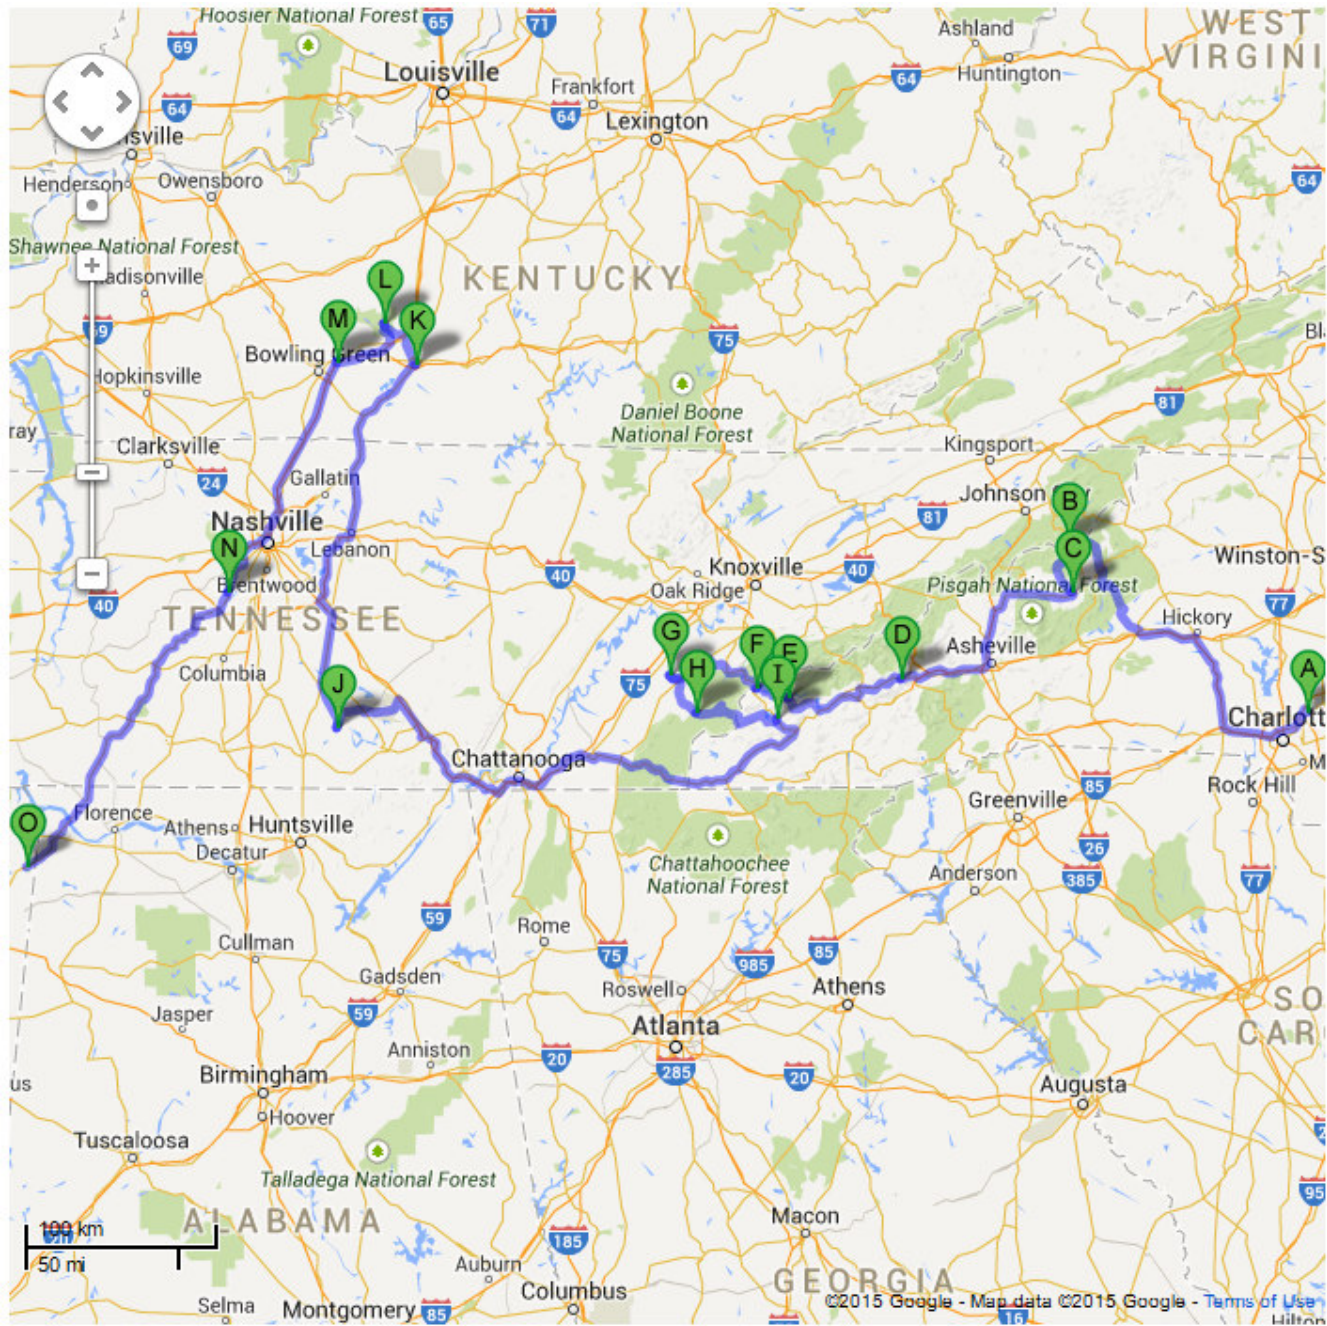 Hoosier National Forest
65
71
Ashland
WEST
VIRGINI
69
Louisville
Frankfort
64
Huntington
64
64
Lexington
nsville
Henderson
Owensboro
64
Shawnee National Forest
adisonville
KENTUCKY
L
M
K
69
75
Bowling Green
Hopkinsville
Daniel Boone
National Forest
81
ray
Clarksville
Kingsport
24
Gallatin
Johnson
B
Nashville
81
N
Lebanon
C
Winston-S
Brentwood
40
Knoxville
40
Oak Ridge
Pisgah National Forest
40
TENNESSEE
77
Hickory
G
F
E
D
Asheville
Columbia
J
75
H
I
A
Charlott
Chattanooga
M
Rock Hill
85
Greenville
O
Florence
Athens
Huntsville
Decatur
26
Chattahoochee
National Forest
Anderson
385
77
59
Rome
Cullman
75
985
85
Gadsden
Roswell
Athens
SO
CAR
Jasper
59
Atlanta
Anniston
20
285
20
us
Birmingham
Augusta
Hoover
Tuscaloosa
Talladega National Forest
95
ALABAMA
Macon
100 km
185
50 mi
Auburn
GEORGIA
Columbus
©2015 Google - Map data ©2015 Google - Terms of Use
Selma
Montgomery
85
16
Hilton